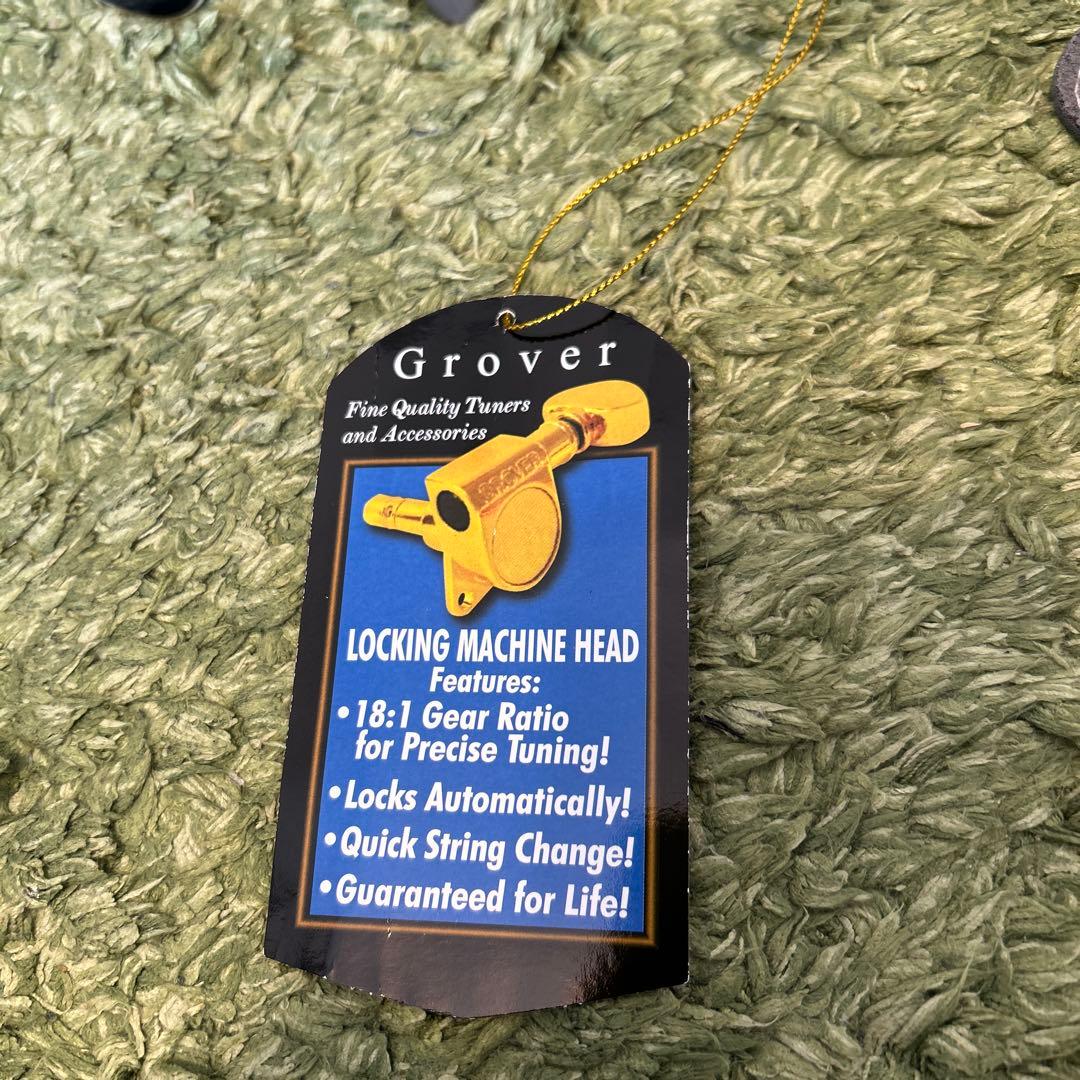 Grover
Fine Quality Tuners
and Accessories
GROVER
LOCKING MACHINE HEAD
Features:
•18:1 Gear Ratio
for Precise Tuning!
•Locks Automatically!
•Quick String Change!
•Guaranteed for Life!